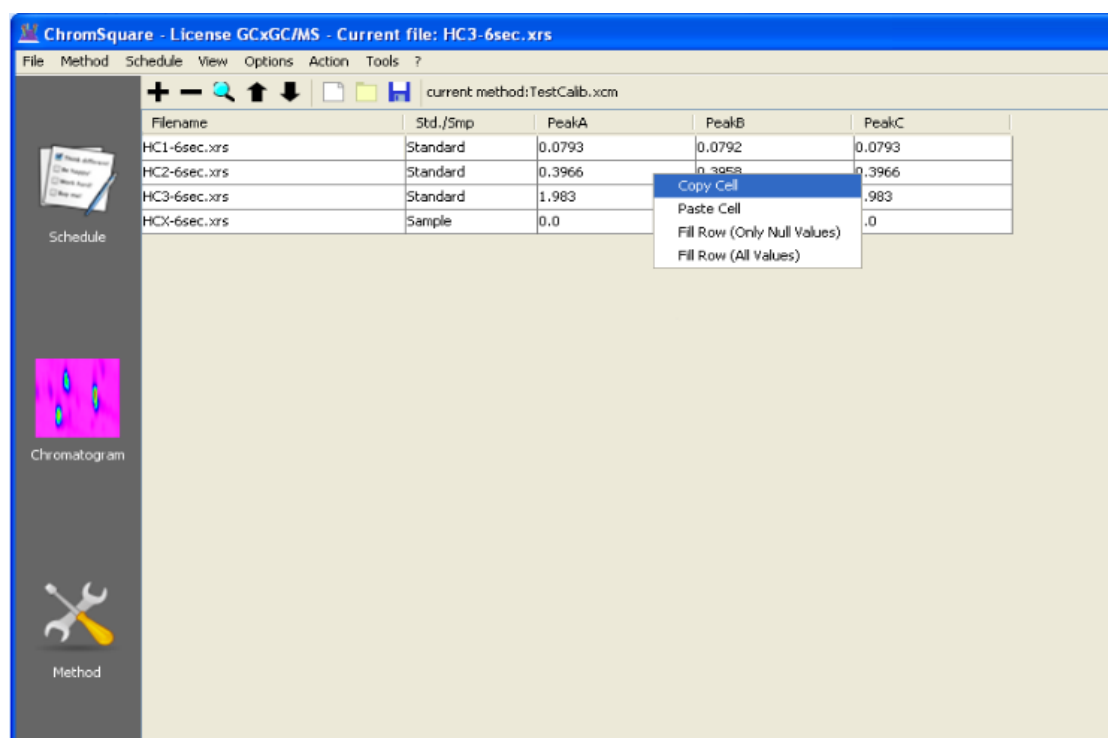 ChromSquare - License GCxGC/MS - Current file: HC3-6sec.xrs
File Method Schedule View Options Action Tools ?
current method:TestCalib.xcm
Filename Std./Smp PeakA PeakB PeakC
HC1-6sec.xrs Standard 0.0793 0.0792 0.0793
HC2-6sec.xrs Standard 0.3966 0.3958 0.3966
HC3-6sec.xrs Standard 1.983 .983
HCX-6sec.xrs Sample 0.0 .0
Copy Cell
Paste Cell
Fill Row (Only Null Values)
Fill Row (All Values)
Schedule
Chromatogram
Method